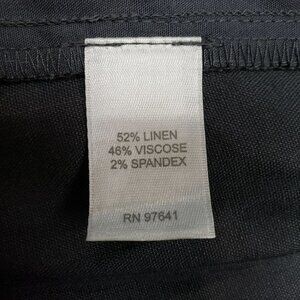 52% LINEN
46% VISCOSE
2% SPANDEX
RN 97641